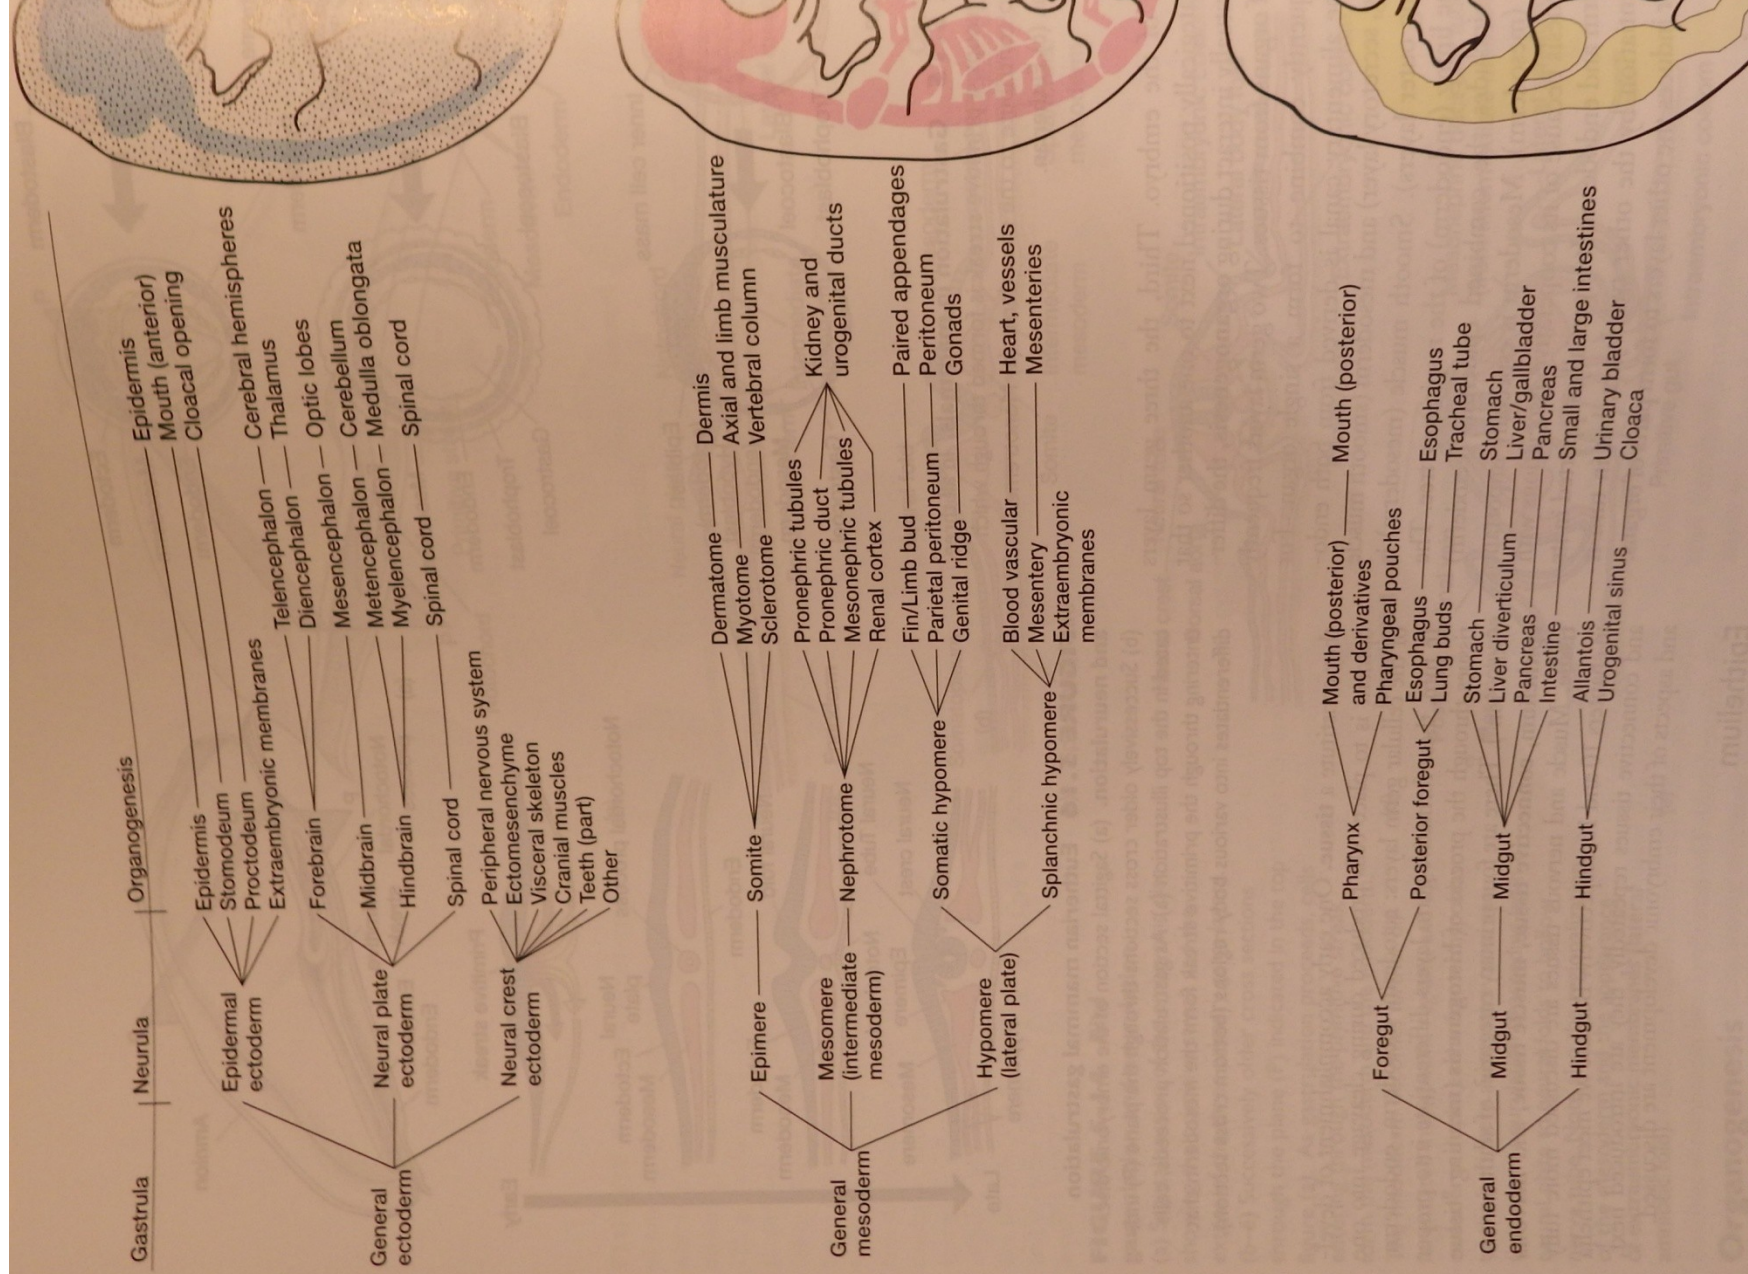 Gastrula
Neurula
Organogenesis
General
ectoderm
Epidermal
ectoderm
Epidermis
Stomodeum
Proctodeum
Extraembryonic membranes
Epidermis
Mouth (anterior)
Cloacal opening
Neural plate
ectoderm
Forebrain
Midbrain
Hindbrain
Spinal cord
Telencephalon
Diencephalon
Mesencephalon
Metencephalon
Myelencephalon
Spinal cord
Cerebral hemispheres
Thalamus
Optic lobes
Cerebellum
Medulla oblongata
Spinal cord
Neural crest
ectoderm
Peripheral nervous system
Ectomesenchyme
Visceral skeleton
Cranial muscles
Teeth (part)
Other
General
mesoderm
Epimere
Somite
Dermatome
Myotome
Sclerotome
Dermis
Axial and limb musculature
Vertebral column
Mesomere
(intermediate
mesoderm)
Nephrotome
Pronephric tubules
Pronephric duct
Mesonephric tubules
Renal cortex
Kidney and
urogenital ducts
Hypomere
(lateral plate)
Somatic hypomere
Fin/Limb bud
Parietal peritoneum
Genital ridge
Paired appendages
Peritoneum
Gonads
Splanchnic hypomere
Blood vascular
Mesentery
Extraembryonic
membranes
Heart, vessels
Mesenteries
General
endoderm
Foregut
Pharynx
Mouth (posterior)
and derivatives
Pharyngeal pouches
Mouth (posterior)
Posterior foregut
Esophagus
Lung buds
Esophagus
Tracheal tube
Midgut
Midgut
Stomach
Liver diverticulum
Pancreas
Intestine
Stomach
Liver/gallbladder
Pancreas
Small and large intestines
Hindgut
Hindgut
Allantois
Urogenital sinus
Urinary bladder
Cloaca